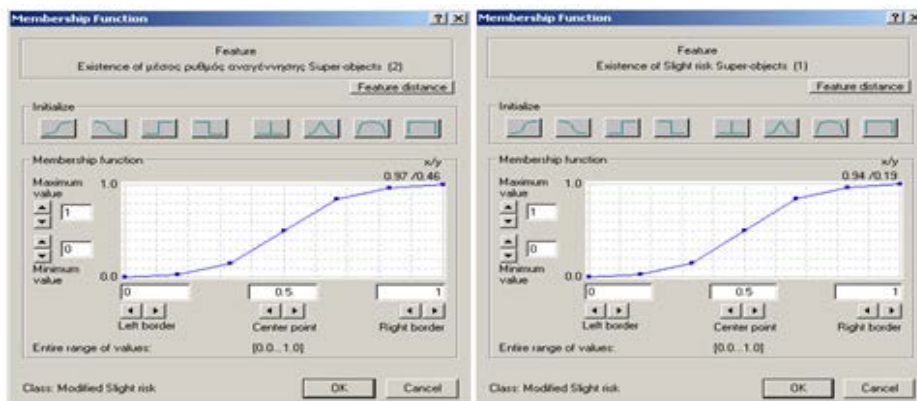 Membership Function
Feature
Existence of μέσος ρυθμός αναγέννησης Super-objects (2)
Feature distance
Initialize
Membership function
x/y
0.97 /0.46
Maximum
value
1.0
1
0
Minimum
value
0.0
0
0.5
1
Left border
Center point
Right border
Entire range of values:
[0.0...1.0]
Class: Modified Slight risk
OK
Cancel
Membership Function
Feature
Existence of Slight risk Super-objects (1)
Feature distance
Initialize
Membership function
x/y
0.94 /0.19
Maximum
value
1.0
1
0
Minimum
value
0.0
0
0.5
1
Left border
Center point
Right border
Entire range of values:
[0.0...1.0]
Class: Modified Slight risk
OK
Cancel